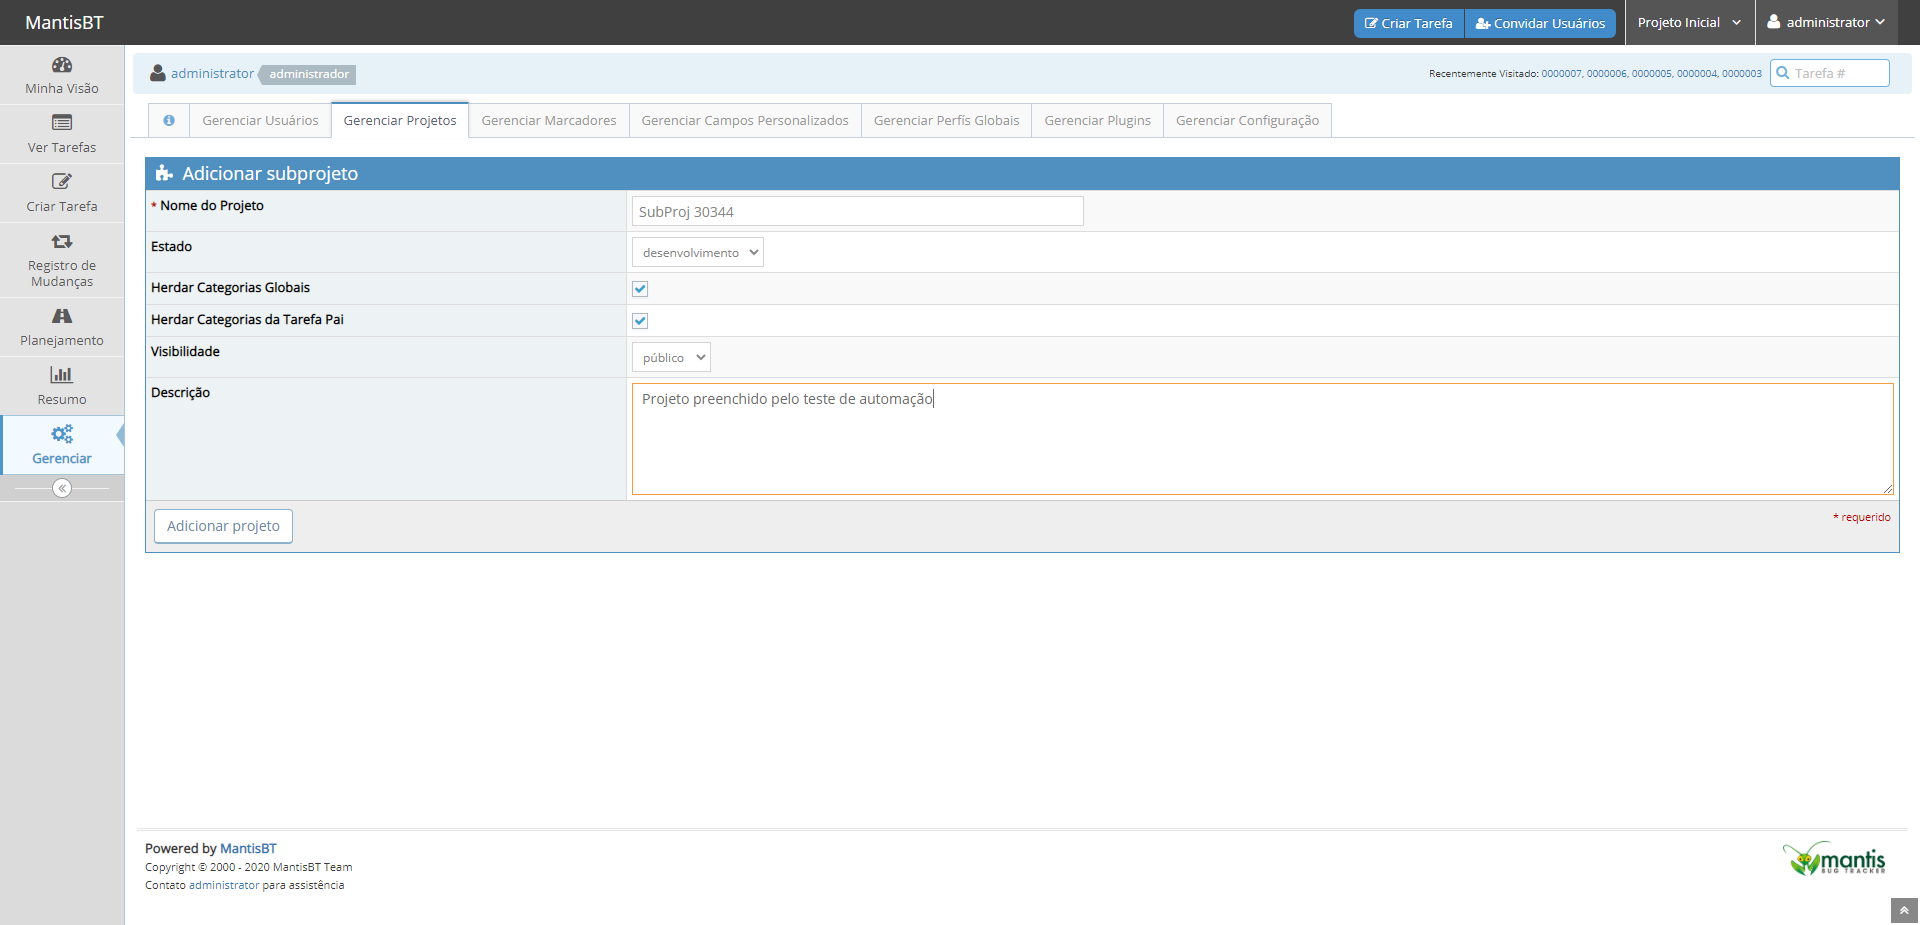 MantisBT
Criar Tarefa
Convidar Usuários
Projeto Inicial
administrator
Minha Visão
Ver Tarefas
Criar Tarefa
Registro de
Mudanças
Planejamento
Resumo
Gerenciar
administrator
administrador
Recentemente Visitado: 0000007, 0000006, 0000005, 0000004, 0000003
Tarefa #
Gerenciar Usuários
Gerenciar Projetos
Gerenciar Marcadores
Gerenciar Campos Personalizados
Gerenciar Perfís Globais
Gerenciar Plugins
Gerenciar Configuração
Adicionar subprojeto
* Nome do Projeto
SubProj 30344
Estado
desenvolvimento
Herdar Categorias Globais
Herdar Categorias da Tarefa Pai
Visibilidade
público
Descrição
Projeto preenchido pelo teste de automação
Adicionar projeto
* requerido
Powered by MantisBT
Copyright © 2000 - 2020 MantisBT Team
Contato administrator para assistência
mantis
BUG TRACKER